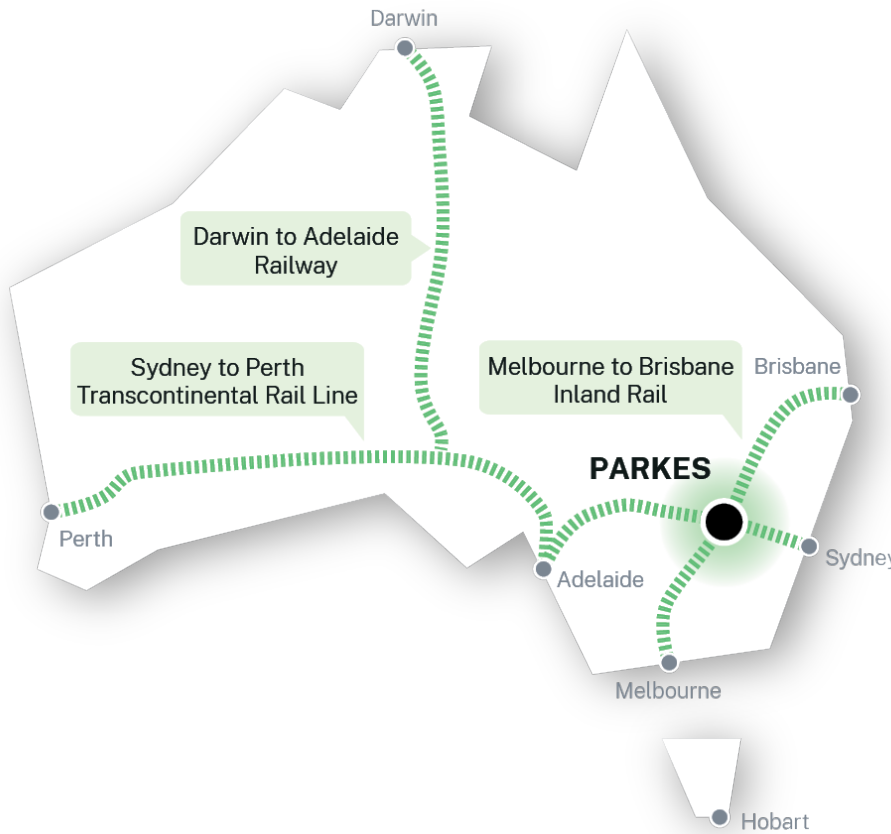 Darwin
Darwin to Adelaide
Railway
Sydney to Perth
Transcontinental Rail Line
Melbourne to Brisbane
Inland Rail
Brisbane
PARKES
Perth
Sydney
Adelaide
Melbourne
Hobart